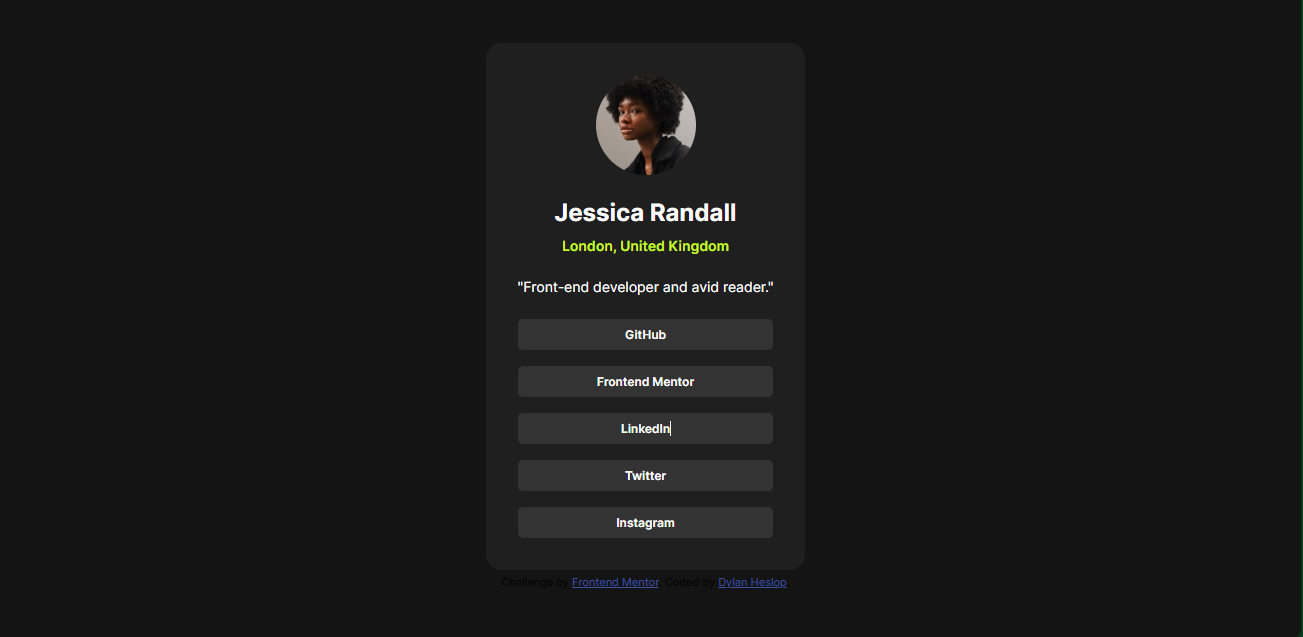 Jessica Randall
London, United Kingdom
"Front-end developer and avid reader."
GitHub
Frontend Mentor
LinkedIn
Twitter
Instagram
Challenge by Frontend Mentor. Coded by Dylan Heslop